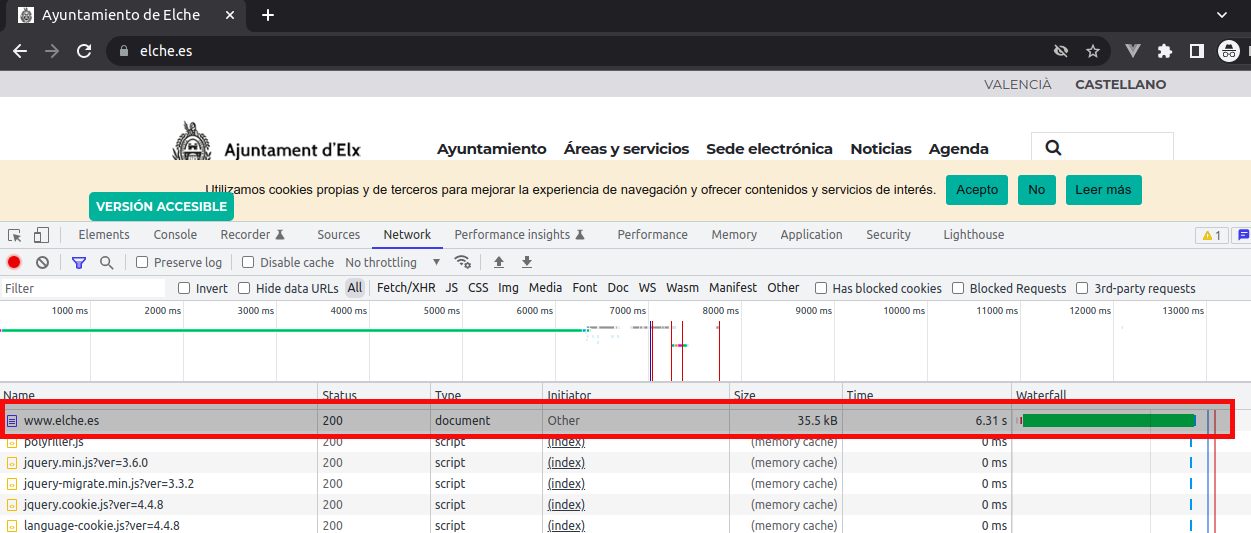 Ayuntamiento de Elche
elche.es
VALENCIÀ CASTELLANO
Ajuntament d'Elx Ayuntamiento Áreas y servicios Sede electrónica Noticias Agenda
Utilizamos cookies propias y de terceros para mejorar la experiencia de navegación y ofrecer contenidos y servicios de interés. Acepto No Leer más
VERSIÓN ACCESIBLE
Elements Console Recorder Sources Network Performance insights Performance Memory Application Security Lighthouse 1
Preserve log Disable cache No throttling
Filter Invert Hide data URLs All Fetch/XHR JS CSS Img Media Font Doc WS Wasm Manifest Other Has blocked cookies Blocked Requests 3rd-party requests
1000 ms 2000 ms 3000 ms 4000 ms 5000 ms 6000 ms 7000 ms 8000 ms 9000 ms 10000 ms 11000 ms 12000 ms 13000 ms
Name Status Type Initiator Size Time Waterfall
www.elche.es 200 document Other 35.5 kB 6.31 s
polyfiller.js 200 script (index) (memory cache) 0 ms
jquery.min.js?ver=3.6.0 200 script (index) (memory cache) 0 ms
jquery-migrate.min.js?ver=3.3.2 200 script (index) (memory cache) 0 ms
jquery.cookie.js?ver=4.4.8 200 script (index) (memory cache) 0 ms
language-cookie.js?ver=4.4.8 200 script (index) (memory cache) 0 ms